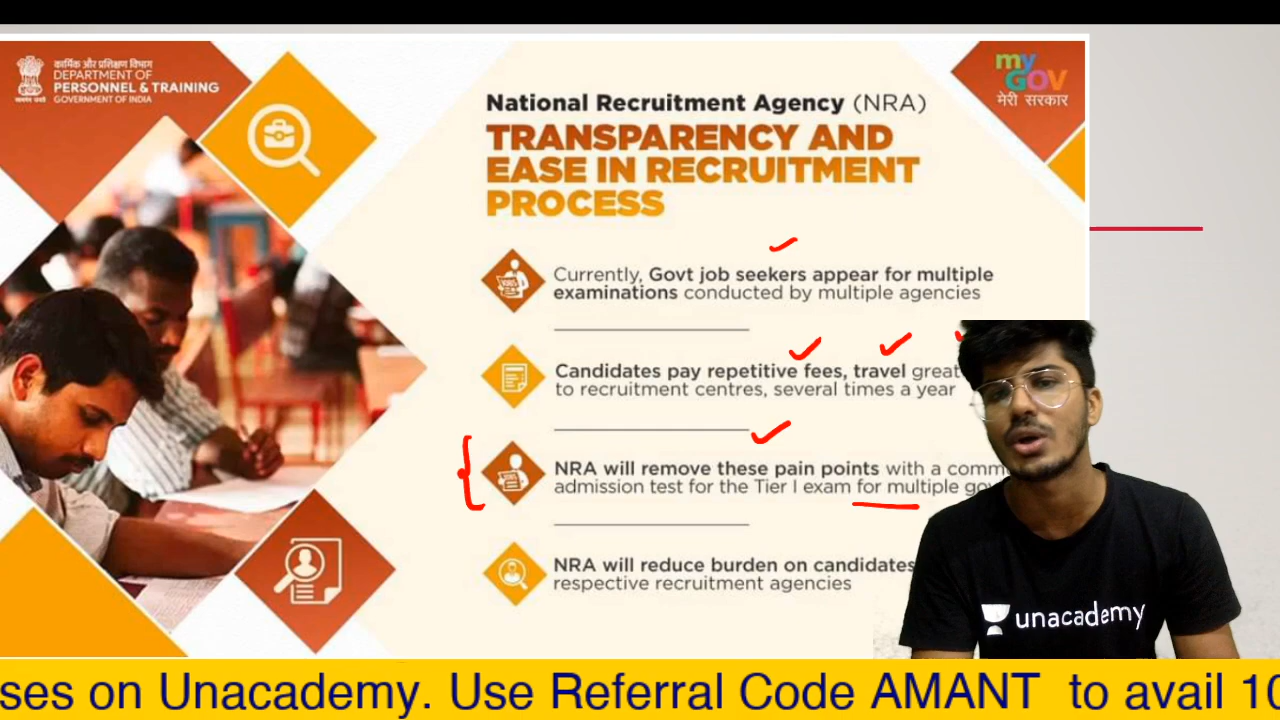 कार्मिक और प्रशिक्षण विभाग
DEPARTMENT OF
PERSONNEL & TRAINING
GOVERNMENT OF INDIA
सत्यमेव जयते
my
GOV
मेरी सरकार
National Recruitment Agency (NRA)
TRANSPARENCY AND
EASE IN RECRUITMENT
PROCESS
Currently, Govt job seekers appear for multiple
examinations conducted by multiple agencies
Candidates pay repetitive fees, travel great
to recruitment centres, several times a year
NRA will remove these pain points with a comm
admission test for the Tier I exam for multiple go
NRA will reduce burden on candidates
respective recruitment agencies
unacademy
ses on Unacademy. Use Referral Code AMANT to avail 10